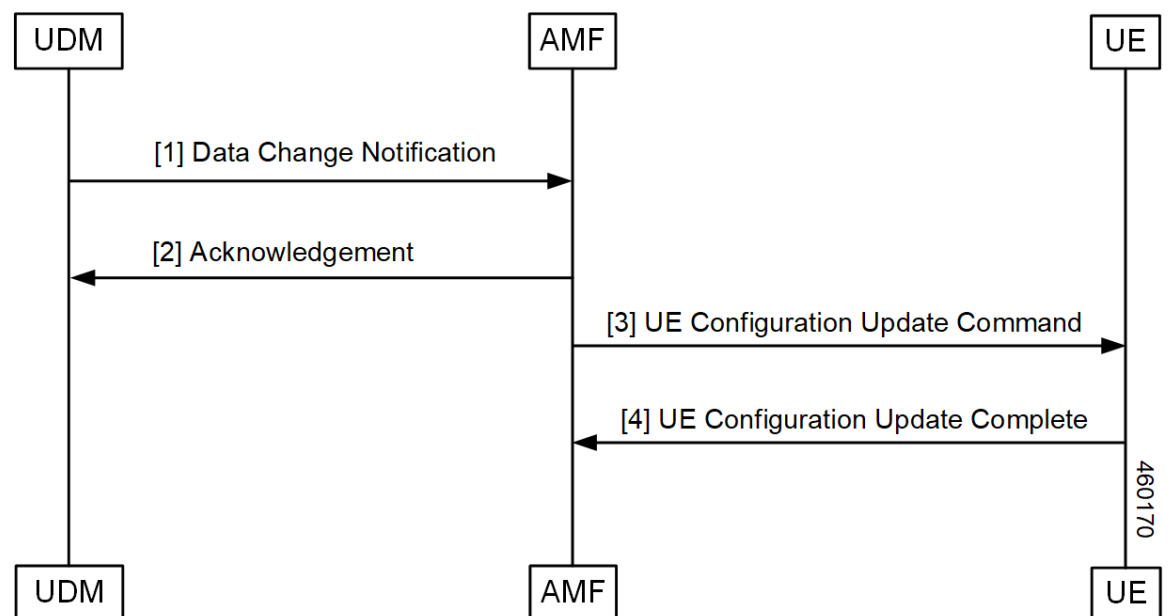 UDM
AMF
UE
[1] Data Change Notification
[2] Acknowledgement
[3] UE Configuration Update Command
[4] UE Configuration Update Complete
460170
UDM
AMF
UE